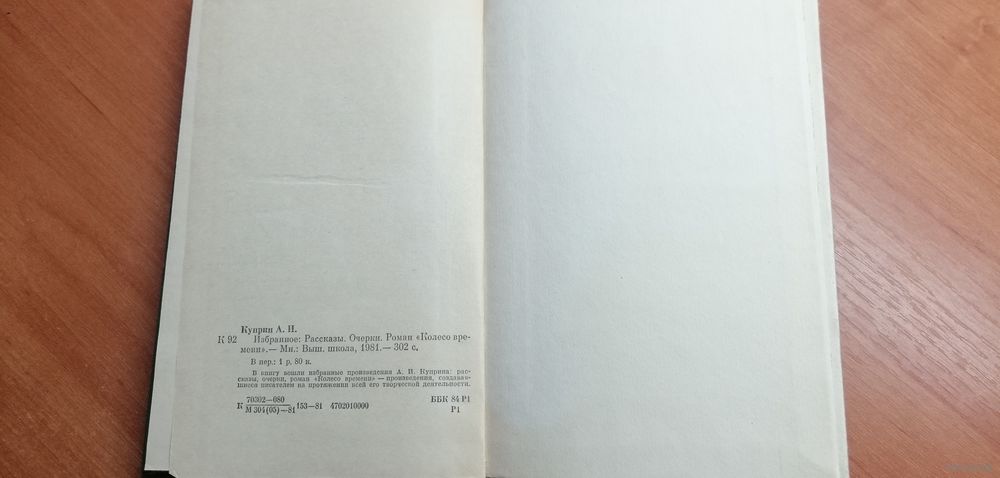 Куприн А. И.
К 92 Избранное: Рассказы. Очерки. Роман «Колесо вре-
мени».— Мн.: Выш. школа, 1981.— 302 с.
В пер.: 1 р. 80 к.
В книгу вошли избранные произведения А. И. Куприна: рас-
сказы, очерки, роман «Колесо времени» — произведения, создавав-
шиеся писателем на протяжении всей его творческой деятельности.
70302—080
К 153—81 4702010000
М 304(05)—81
ББК 84 Р1
Р1